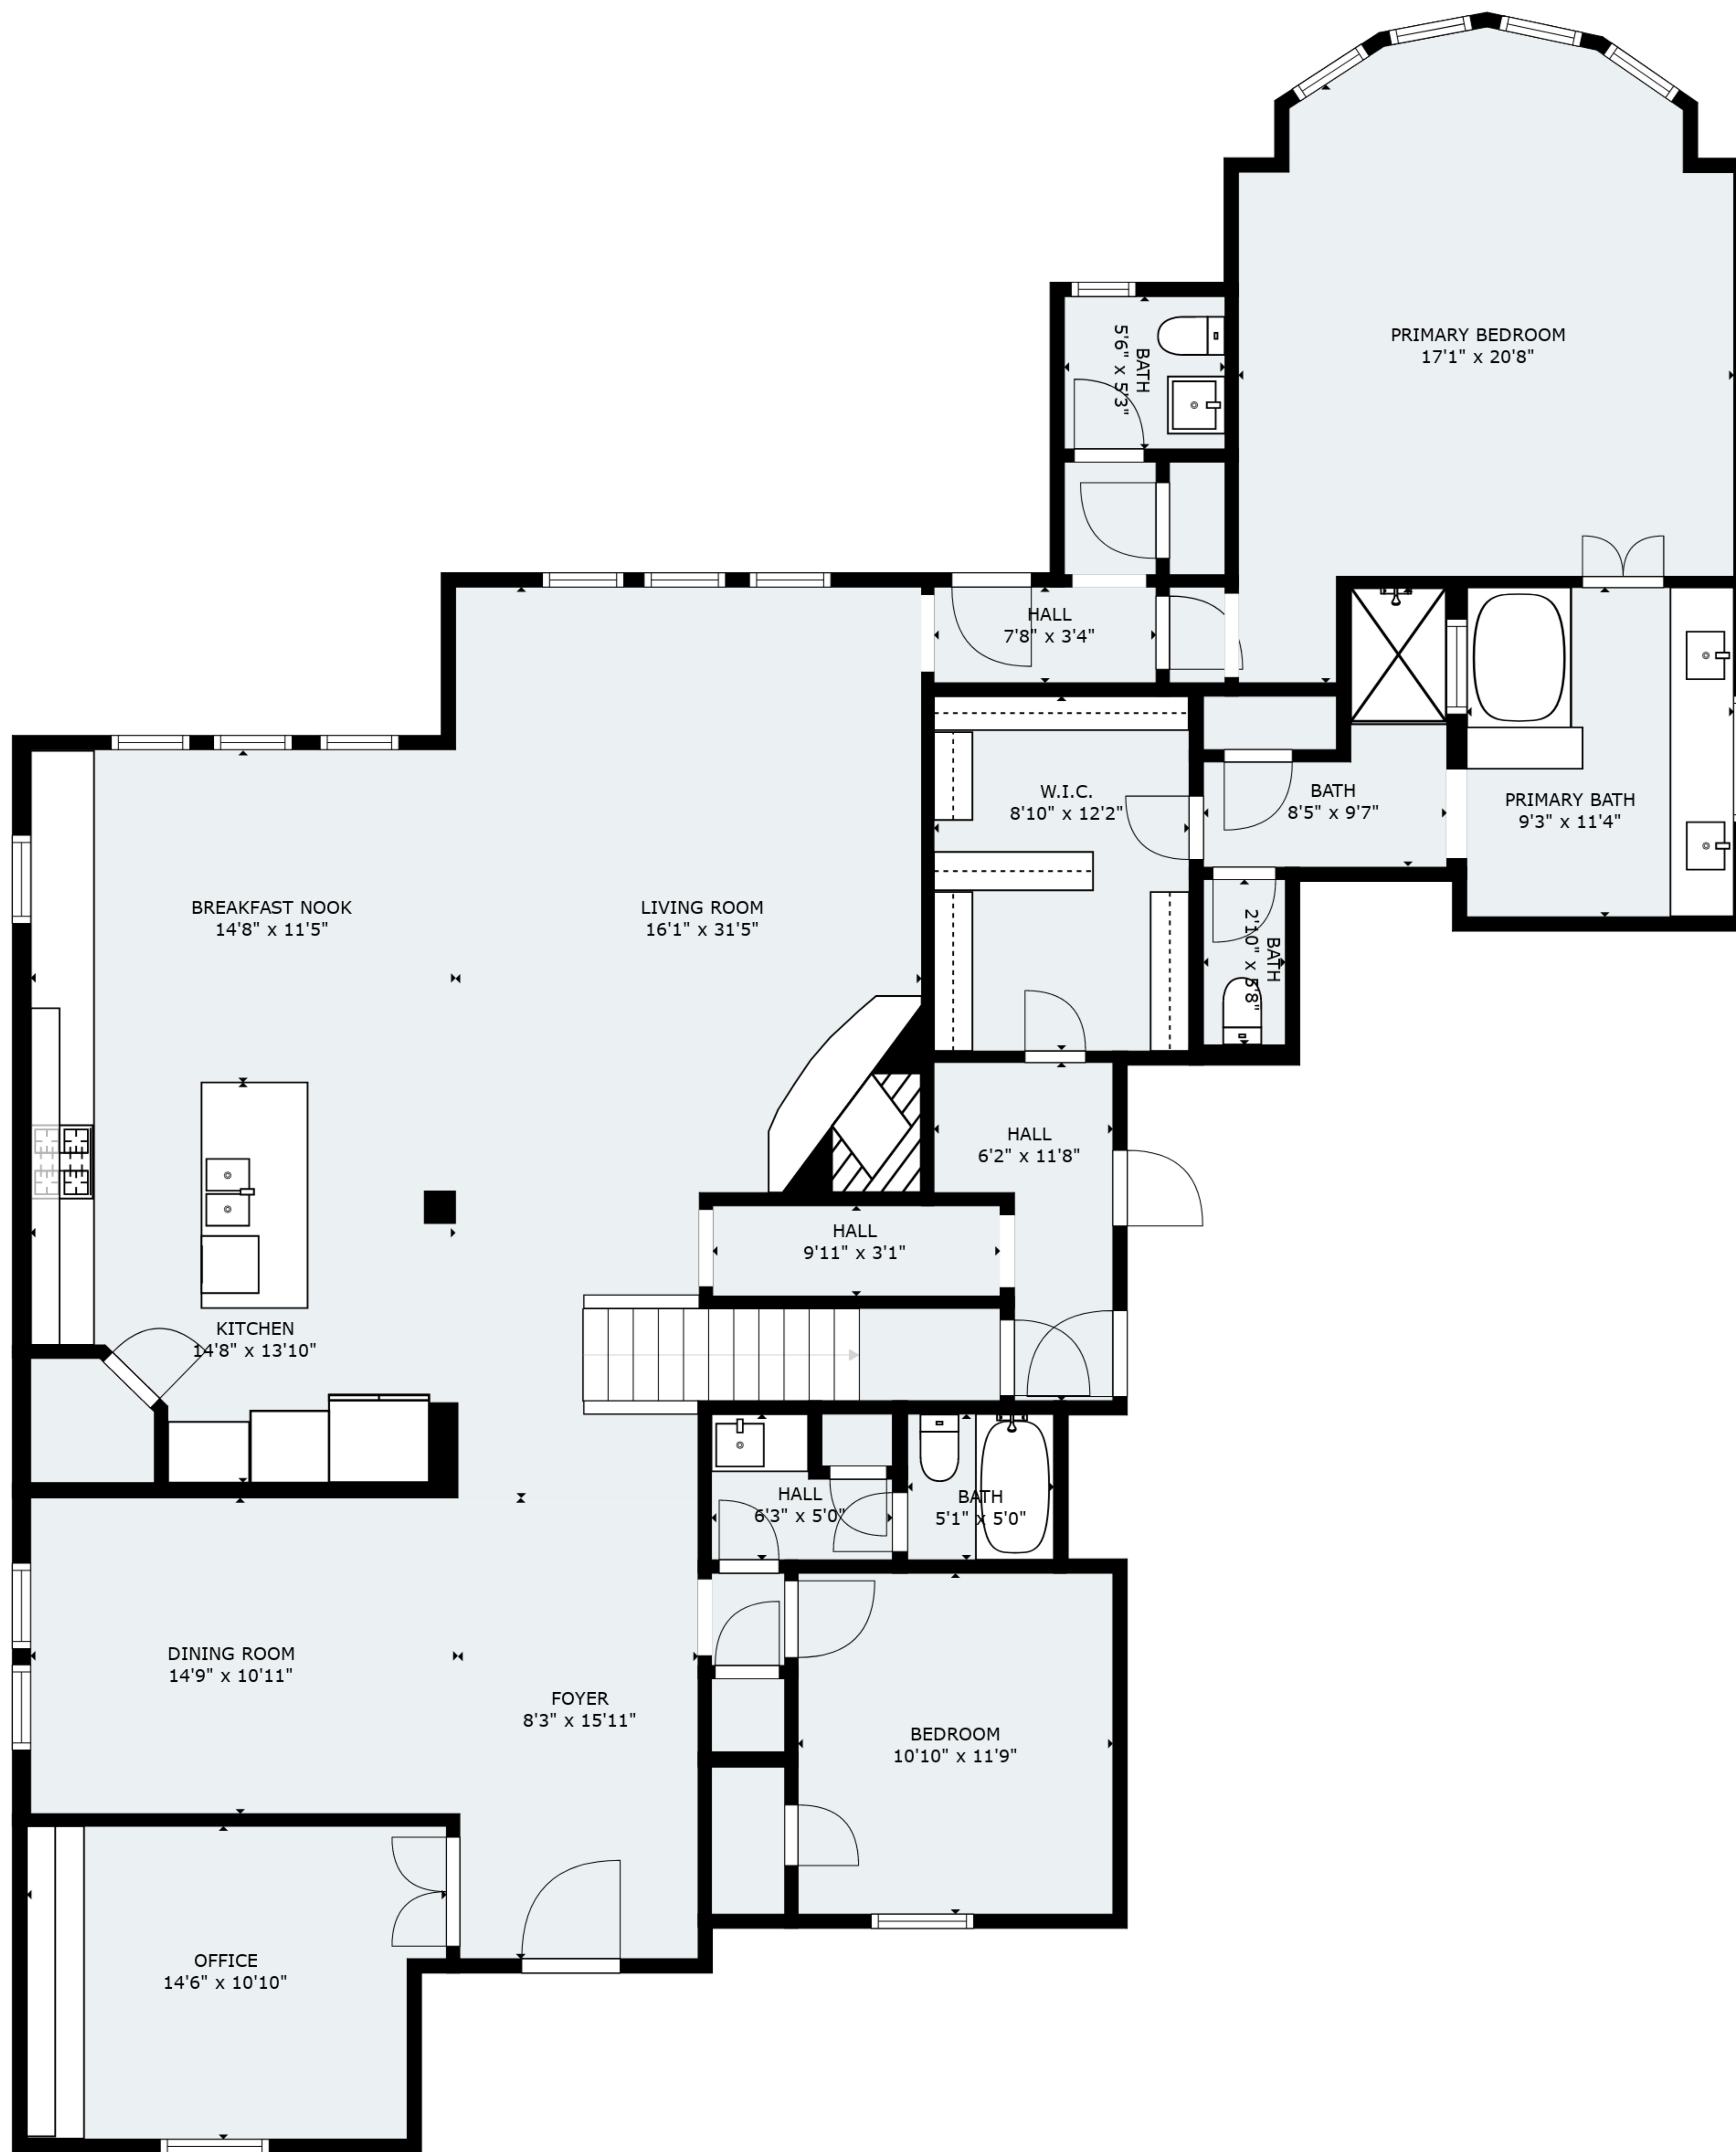 PRIMARY BEDROOM
17'1" x 20'8"
BATH
5'6" x 5'3"
HALL
7'8" x 3'4"
W.I.C.
8'10" x 12'2"
BATH
8'5" x 9'7"
PRIMARY BATH
9'3" x 11'4"
BREAKFAST NOOK
14'8" x 11'5"
LIVING ROOM
16'1" x 31'5"
BATH
2'10" x 5'8"
HALL
6'2" x 11'8"
HALL
9'11" x 3'1"
KITCHEN
14'8" x 13'10"
HALL
6'3" x 5'0"
BATH
5'1" x 5'0"
DINING ROOM
14'9" x 10'11"
FOYER
8'3" x 15'11"
BEDROOM
10'10" x 11'9"
OFFICE
14'6" x 10'10"